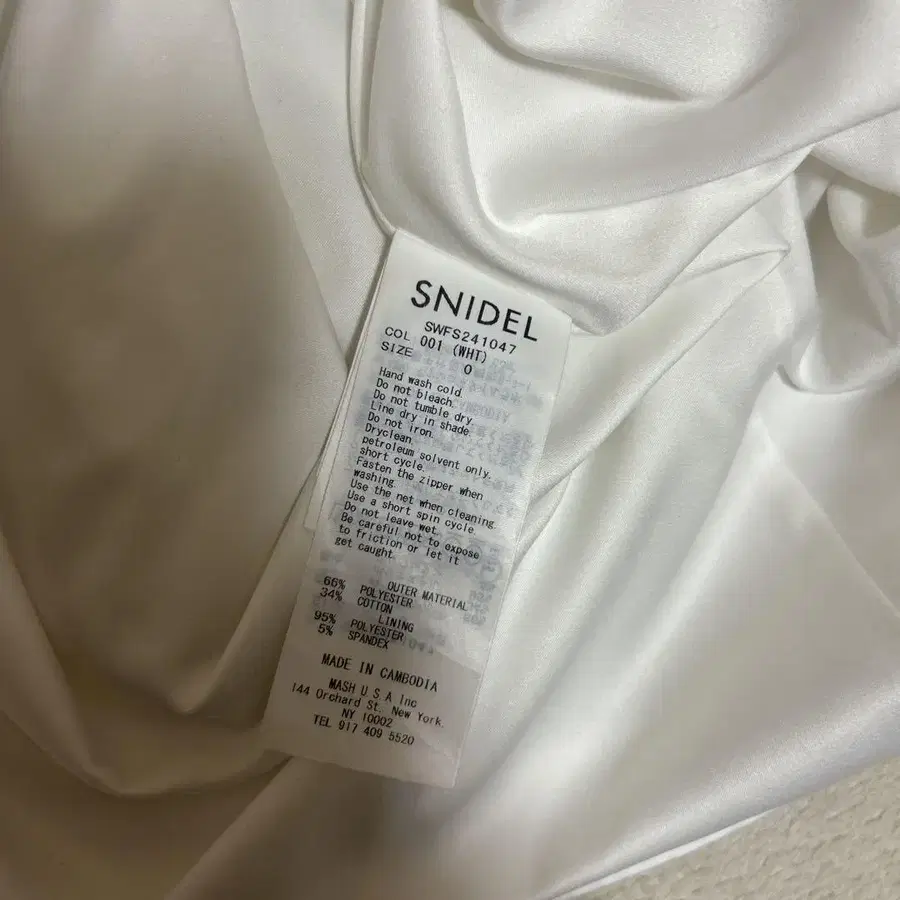 SNIDEL
SWFS241047
COL 001 (WHT)
SIZE 0
Hand wash cold.
Do not bleach.
Do not tumble dry.
Line dry in shade.
Do not iron.
Dryclean.
petroleum solvent only.
short cycle.
Fasten the zipper when
washing.
Use the net when cleaning.
Use a short spin cycle
Do not leave wet.
Be careful not to expose
to friction or let it
get caught.
OUTER MATERIAL
66% POLYESTER
34% COTTON
LINING
95% POLYESTER
5% SPANDEX
MADE IN CAMBODIA
MASH U S A Inc
144 Orchard St. New York.
NY 10002
TEL 917 409 5520